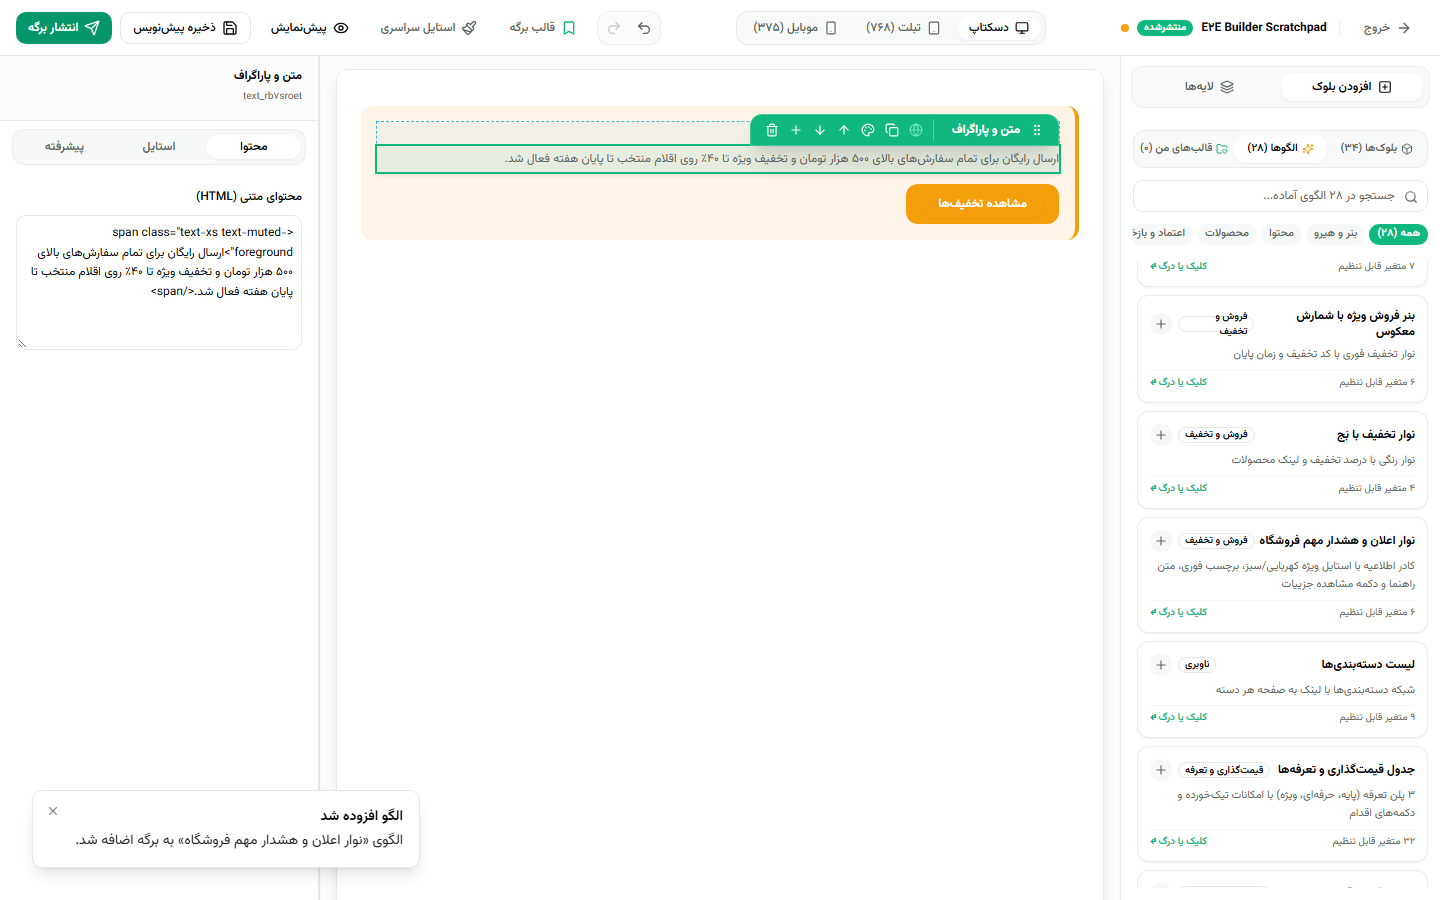 خروج
E۲E Builder Scratchpad
منتشرشده
دسکتاپ
تبلت (۷۶۸)
موبایل (۳۷۵)
قالب برگه
استایل سراسری
پیش‌نمایش
ذخیره پیش‌نویس
انتشار برگه
افزودن بلوک
لایه‌ها
بلوک‌ها (۳۴)
الگوها (۲۸)
قالب‌های من (۰)
جستجو در ۲۸ الگوی آماده...
همه (۲۸)
بنر و هیرو
محتوا
محصولات
اعتماد و بازخ
۷ متغیر قابل تنظیم
کلیک یا درگ
بنر فروش ویژه با شمارش
معکوس
فروش و
تخفیف
نوار تخفیف فوری با کد تخفیف و زمان پایان
۶ متغیر قابل تنظیم
کلیک یا درگ
نوار تخفیف با بَج
فروش و تخفیف
نوار رنگی با درصد تخفیف و لینک محصولات
۴ متغیر قابل تنظیم
کلیک یا درگ
نوار اعلان و هشدار مهم فروشگاه
فروش و تخفیف
کادر اطلاعیه با استایل ویژه کهربایی/سبز، برچسب فوری، متن
راهنما و دکمه مشاهده جزییات
۶ متغیر قابل تنظیم
کلیک یا درگ
لیست دسته‌بندی‌ها
ناوبری
شبکه دسته‌بندی‌ها با لینک به صفحه هر دسته
۹ متغیر قابل تنظیم
کلیک یا درگ
جدول قیمت‌گذاری و تعرفه‌ها
قیمت‌گذاری و تعرفه
۳ پلن تعرفه (پایه، حرفه‌ای، ویژه) با امکانات تیک‌خورده و
دکمه‌های اقدام
۳۲ متغیر قابل تنظیم
کلیک یا درگ
متن و پاراگراف
ارسال رایگان برای تمام سفارش‌های بالای ۵۰۰ هزار تومان و تخفیف ویژه تا ۴۰٪ روی اقلام منتخب تا پایان هفته فعال شد.
مشاهده تخفیف‌ها
متن و پاراگراف
text_rb۷sroet
محتوا
استایل
پیشرفته
محتوای متنی (HTML)
<span class="text-xs text-muted-
foreground">ارسال رایگان برای تمام سفارش‌های بالای
۵۰۰ هزار تومان و تخفیف ویژه تا ۴۰٪ روی اقلام منتخب تا
پایان هفته فعال شد.</span>
الگو افزوده شد
الگوی «نوار اعلان و هشدار مهم فروشگاه» به برگه اضافه شد.